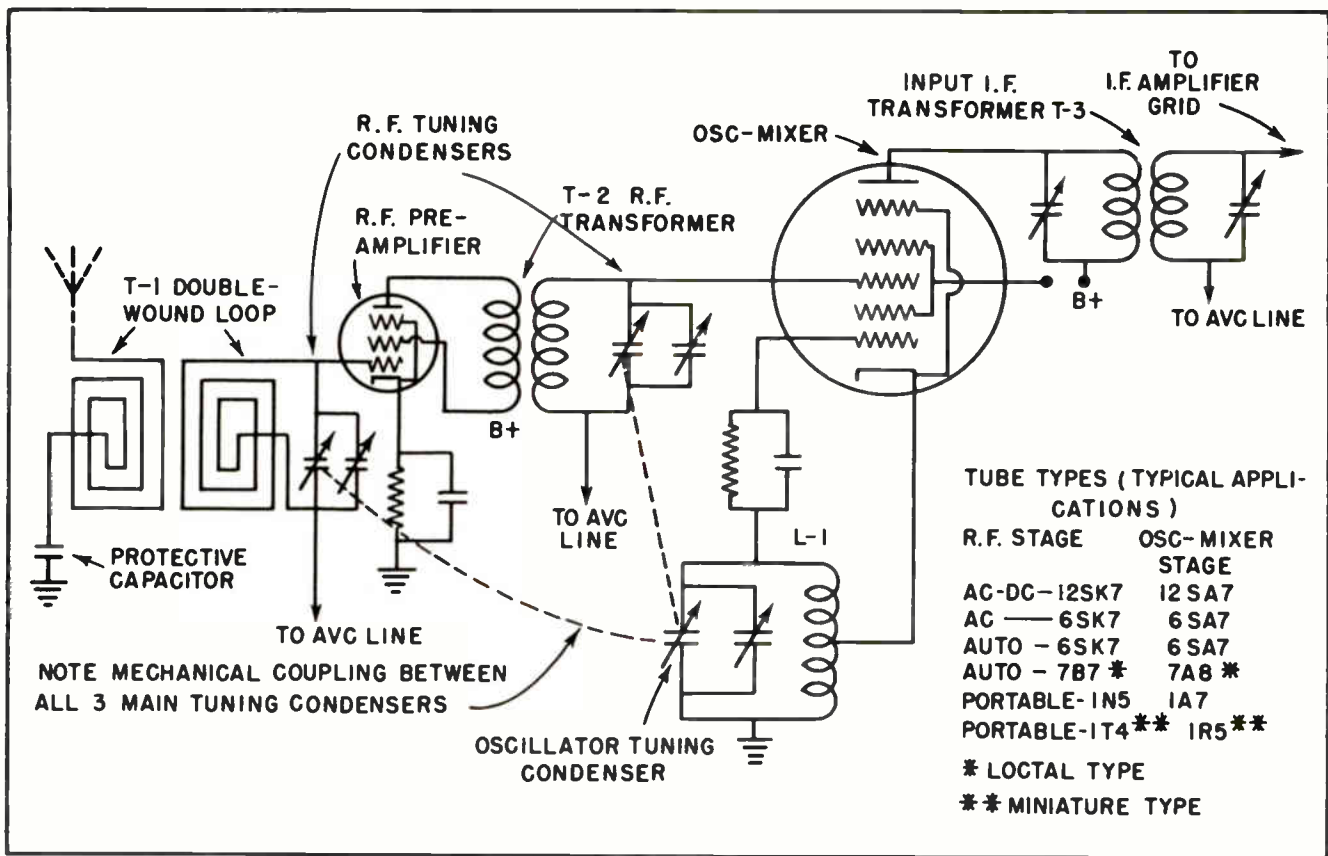 TO
I.F. AMPLIFIER
GRID
INPUT I.F.
TRANSFORMER T-3
OSC-MIXER
R.F. TUNING
CONDENSERS
T-2 R.F.
TRANSFORMER
R.F. PRE-
AMPLIFIER
T-1 DOUBLE-
WOUND LOOP
B+
TO AVC LINE
B+
TO AVC
LINE
L-1
PROTECTIVE
CAPACITOR
TO AVC LINE
NOTE MECHANICAL COUPLING BETWEEN
ALL 3 MAIN TUNING CONDENSERS
OSCILLATOR TUNING
CONDENSER
TUBE TYPES (TYPICAL APPLI-
CATIONS)
R.F. STAGE OSC-MIXER
STAGE
AC-DC-12SK7 12SA7
AC — 6SK7 6SA7
AUTO - 6SK7 6SA7
AUTO - 7B7 * 7A8 *
PORTABLE-1N5 1A7
PORTABLE-1T4** 1R5**
* LOCTAL TYPE
** MINIATURE TYPE